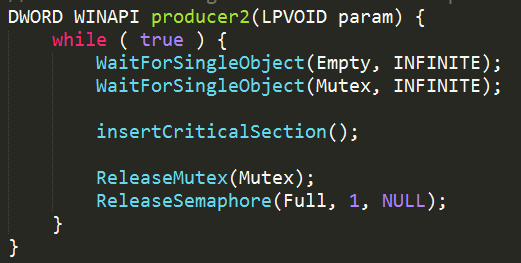 DWORD WINAPI producer2(LPVOID param) {
while ( true ) {
WaitForSingleObject(Empty, INFINITE);
WaitForSingleObject(Mutex, INFINITE);
insertCriticalSection();
ReleaseMutex(Mutex);
ReleaseSemaphore(Full, 1, NULL);
}
}